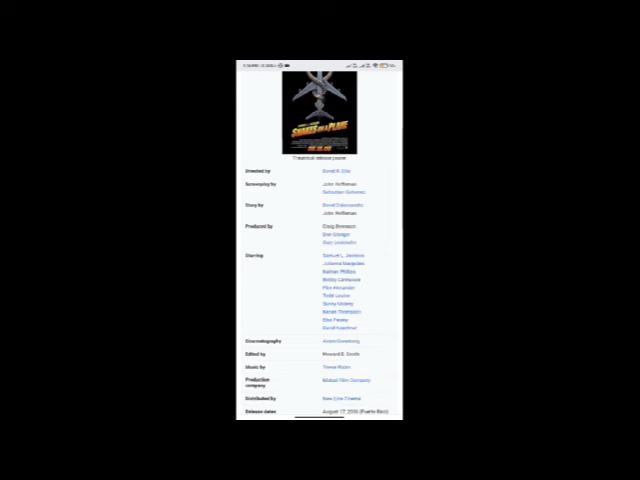 SNAKES ON A PLANE
Theatrical release poster
Directed by David R. Ellis
Screenplay by John Heffernan
Sebastian Gutierrez
Story by David Dalessandro
John Heffernan
Produced by Craig Berenson
Don Granger
Gary Levinsohn
Starring Samuel L. Jackson
Julianna Margulies
Nathan Phillips
Bobby Cannavale
Flex Alexander
Todd Louiso
Sunny Mabrey
Kenan Thompson
Elsa Pataky
David Koechner
Cinematography Adam Greenberg
Edited by Howard E. Smith
Music by Trevor Rabin
Production Mutual Film Company
company
Distributed by New Line Cinema
Release dates August 17, 2006 (Puerto Rico)